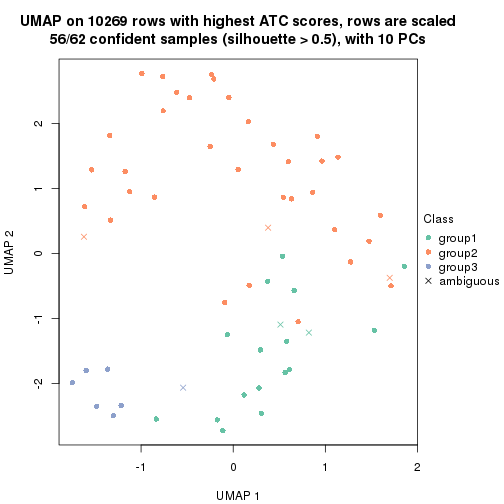 UMAP on 10269 rows with highest ATC scores, rows are scaled
56/62 confident samples (silhouette > 0.5), with 10 PCs
Class
group1
group2
group3
ambiguous
UMAP 2
2
1
0
-1
-2
-1
0
1
2
UMAP 1